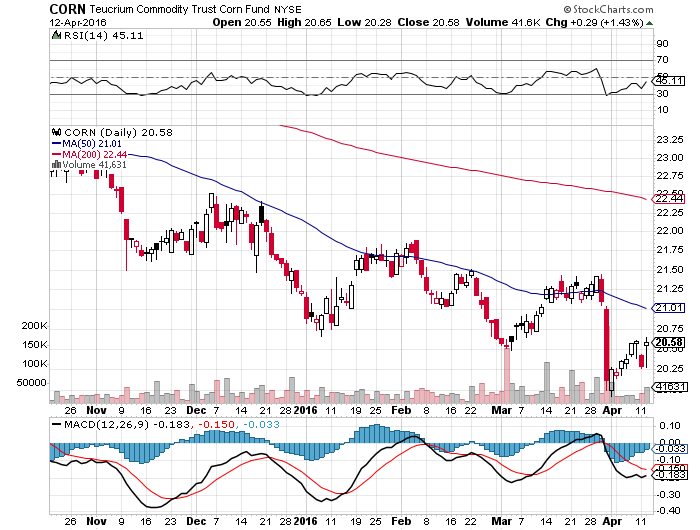 CORN Teucrium Commodity Trust Corn Fund NYSE © StockCharts.com
12-Apr-2016 Open 20.55 High 20.65 Low 20.28 Close 20.58 Volume 41.6K Chg +0.29 (+1.43%)
RSI(14) 45.11
90
70
50
45.11
30
10
CORN (Daily) 20.58
MA(50) 21.01
MA(200) 22.44
Volume 41,631
23.25
23.00
22.75
22.50
22.44
22.25
22.00
21.75
21.50
21.25
21.01
20.75
20.58
20.50
20.25
41631
200K
150K
100K
50000
26 Nov 9 16 23 Dec 7 14 21 28 2016 11 19 25 Feb 8 16 22 Mar 7 14 21 28 Apr 11
MACD(12,26,9) -0.183, -0.150, -0.033
0.10
0.00
-0.033
-0.10
-0.150
-0.183
-0.30
-0.40
26 Nov 9 16 23 Dec 7 14 21 28 2016 11 19 25 Feb 8 16 22 Mar 7 14 21 28 Apr 11